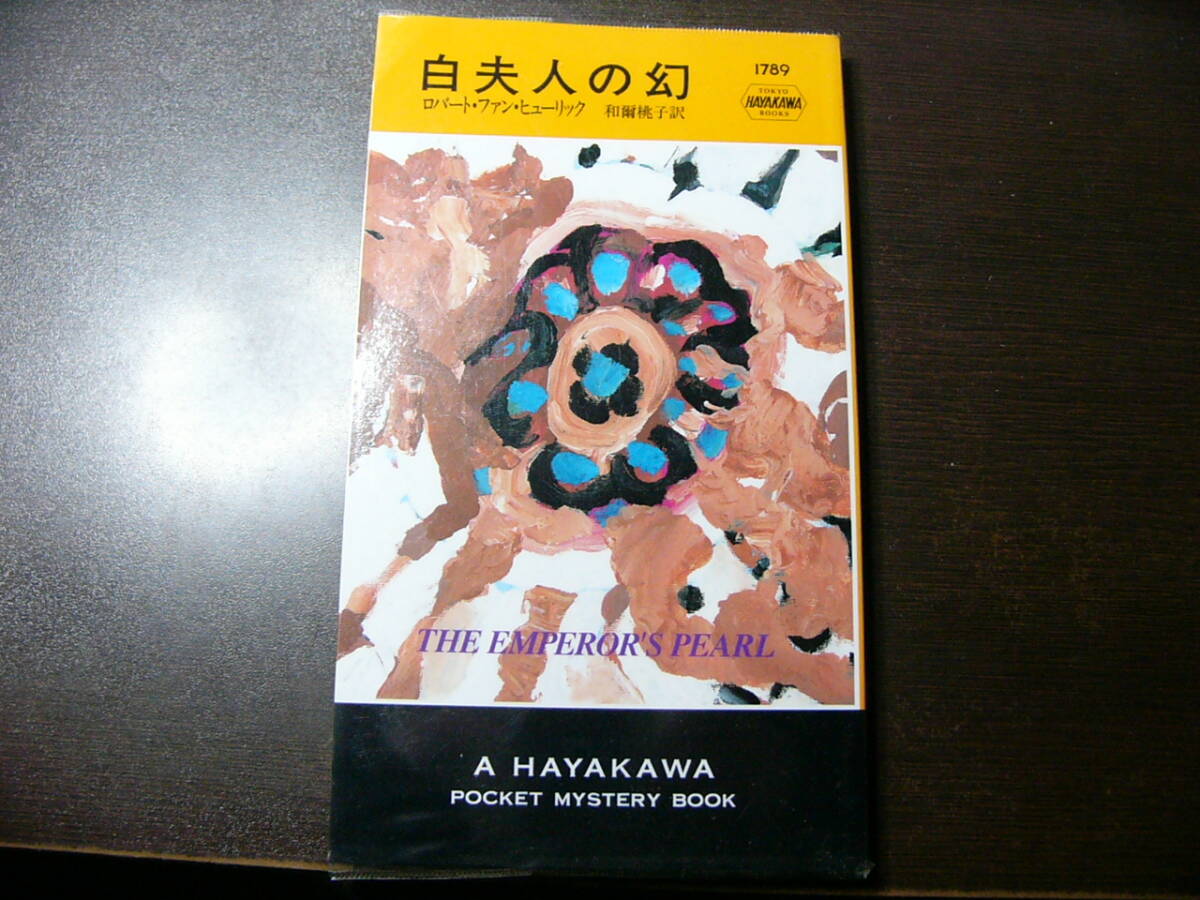 白夫人の幻
ロバート・ファン・ヒューリック 和爾桃子訳
1789
TOKYO
HAYAKAWA
BOOKS
THE EMPEROR'S PEARL
A HAYAKAWA
POCKET MYSTERY BOOK